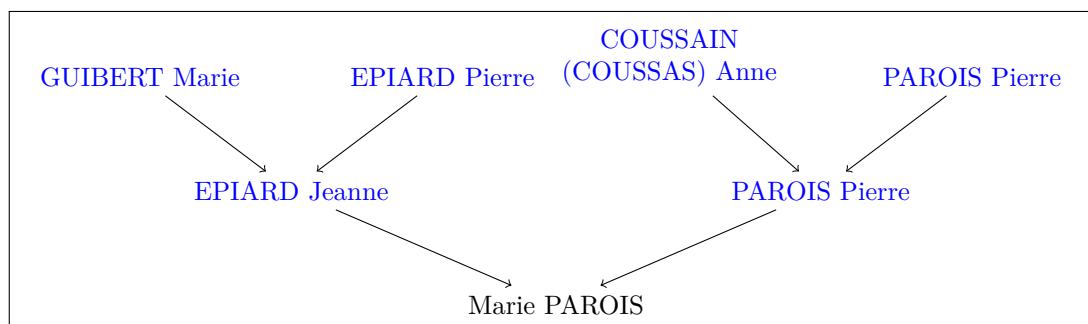 GUIBERT Marie
EPIARD Pierre
COUSSAIN
(COUSSAS) Anne
PAROIS Pierre
EPIARD Jeanne
PAROIS Pierre
Marie PAROIS